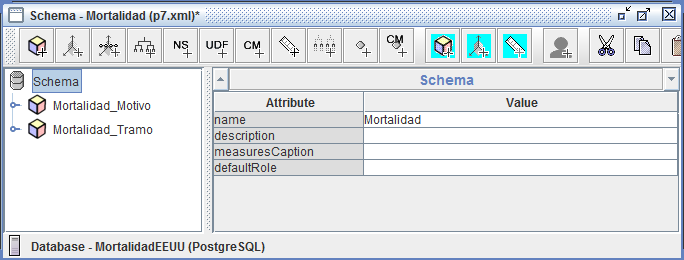 Schema - Mortalidad (p7.xml)*
NS UDF CM CM
Schema
Mortalidad_Motivo
Mortalidad_Tramo
Schema
Attribute Value
name Mortalidad
description
measuresCaption
defaultRole
Database - MortalidadEEUU (PostgreSQL)